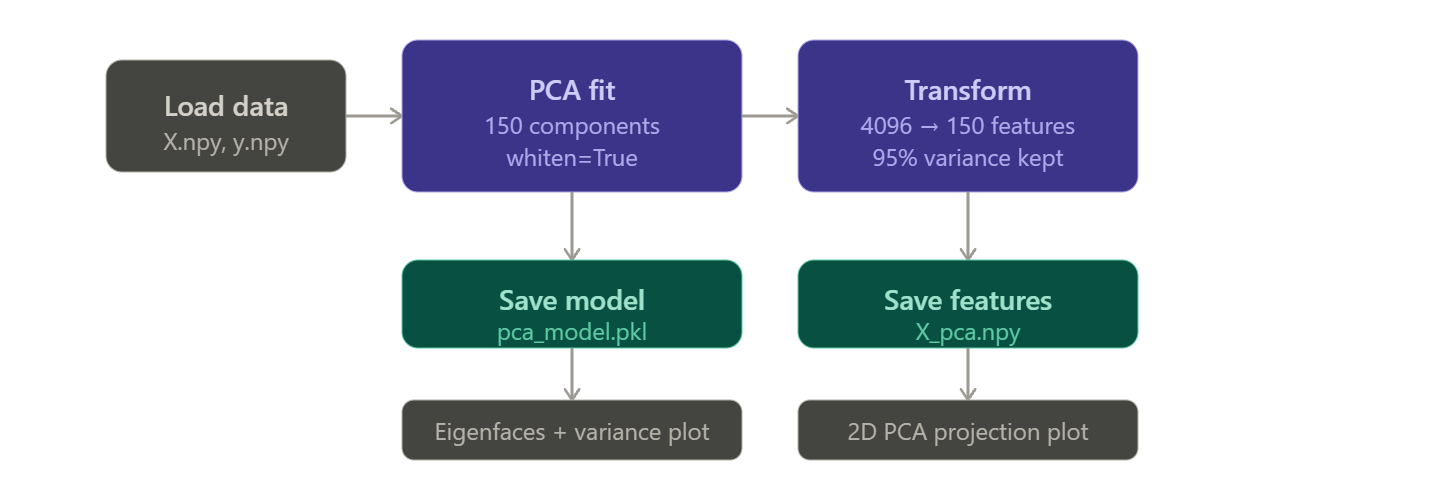 Load data
X.npy, y.npy
PCA fit
150 components
whiten=True
Transform
4096 → 150 features
95% variance kept
Save model
pca_model.pkl
Save features
X_pca.npy
Eigenfaces + variance plot
2D PCA projection plot